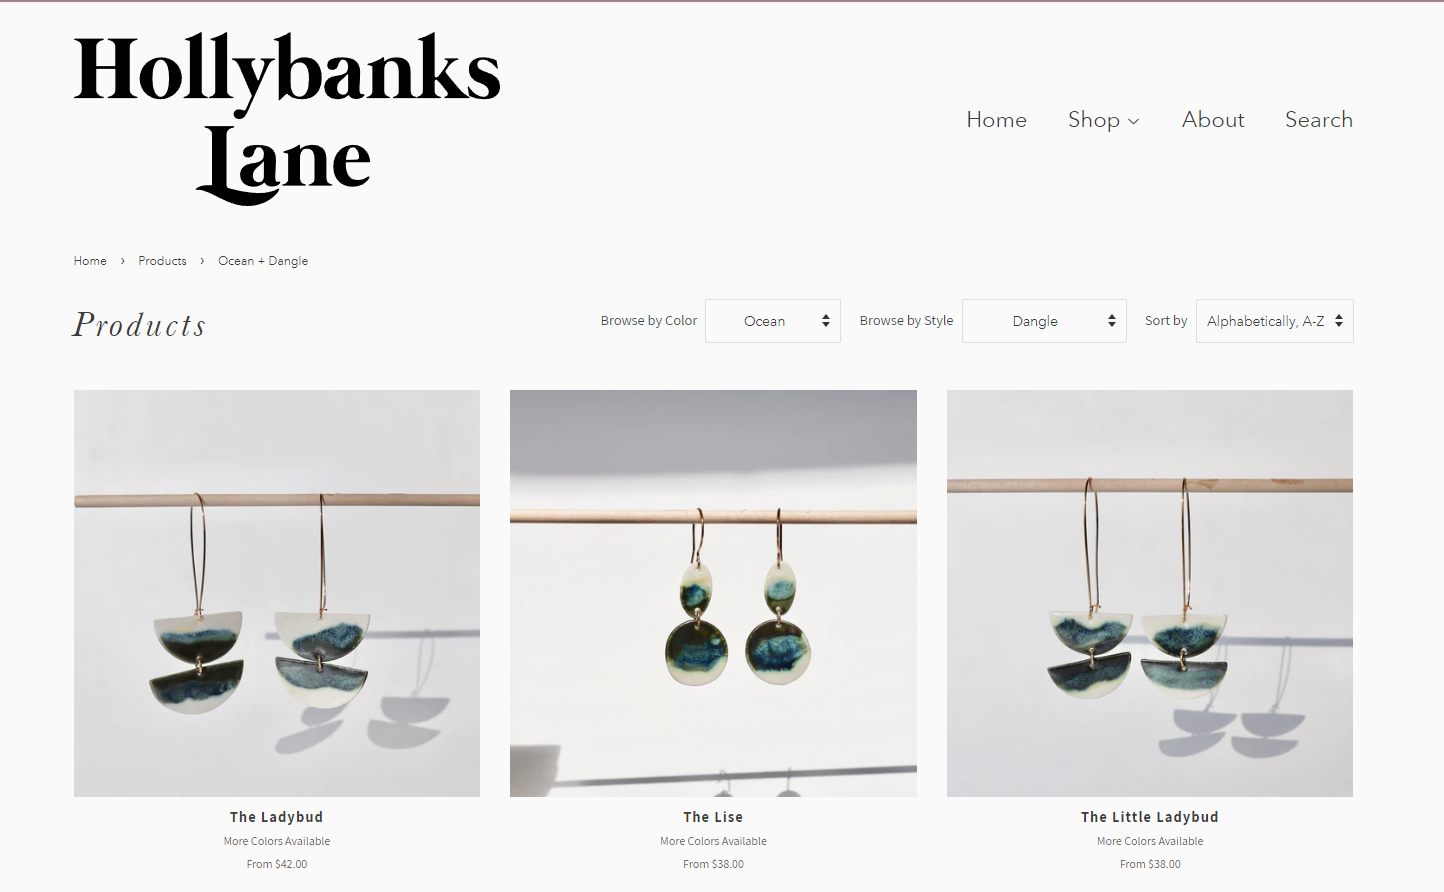 Hollybanks
Lane
Home Shop About Search
Home › Products › Ocean + Dangle
Products
Browse by Color Ocean Browse by Style Dangle Sort by Alphabetically, A-Z
The Ladybud
More Colors Available
From $42.00
The Lise
More Colors Available
From $38.00
The Little Ladybud
More Colors Available
From $38.00